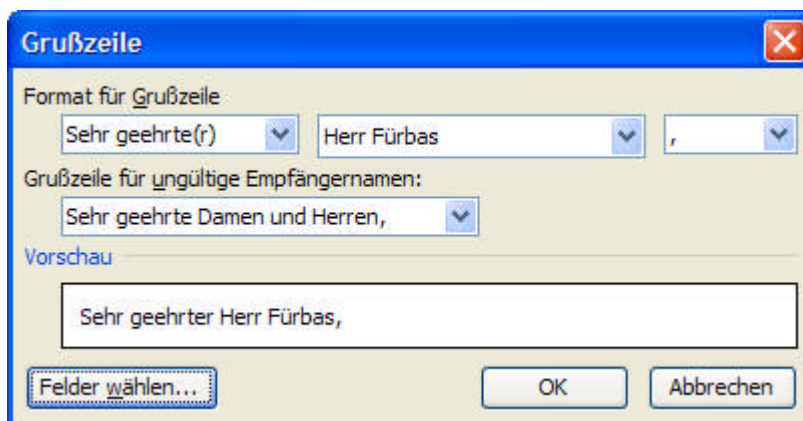 Grußzeile
Format für Grußzeile
Sehr geehrte(r) Herr Fürbas ,
Grußzeile für ungültige Empfängernamen:
Sehr geehrte Damen und Herren,
Vorschau
Sehr geehrter Herr Fürbas,
Felder wählen... OK Abbrechen